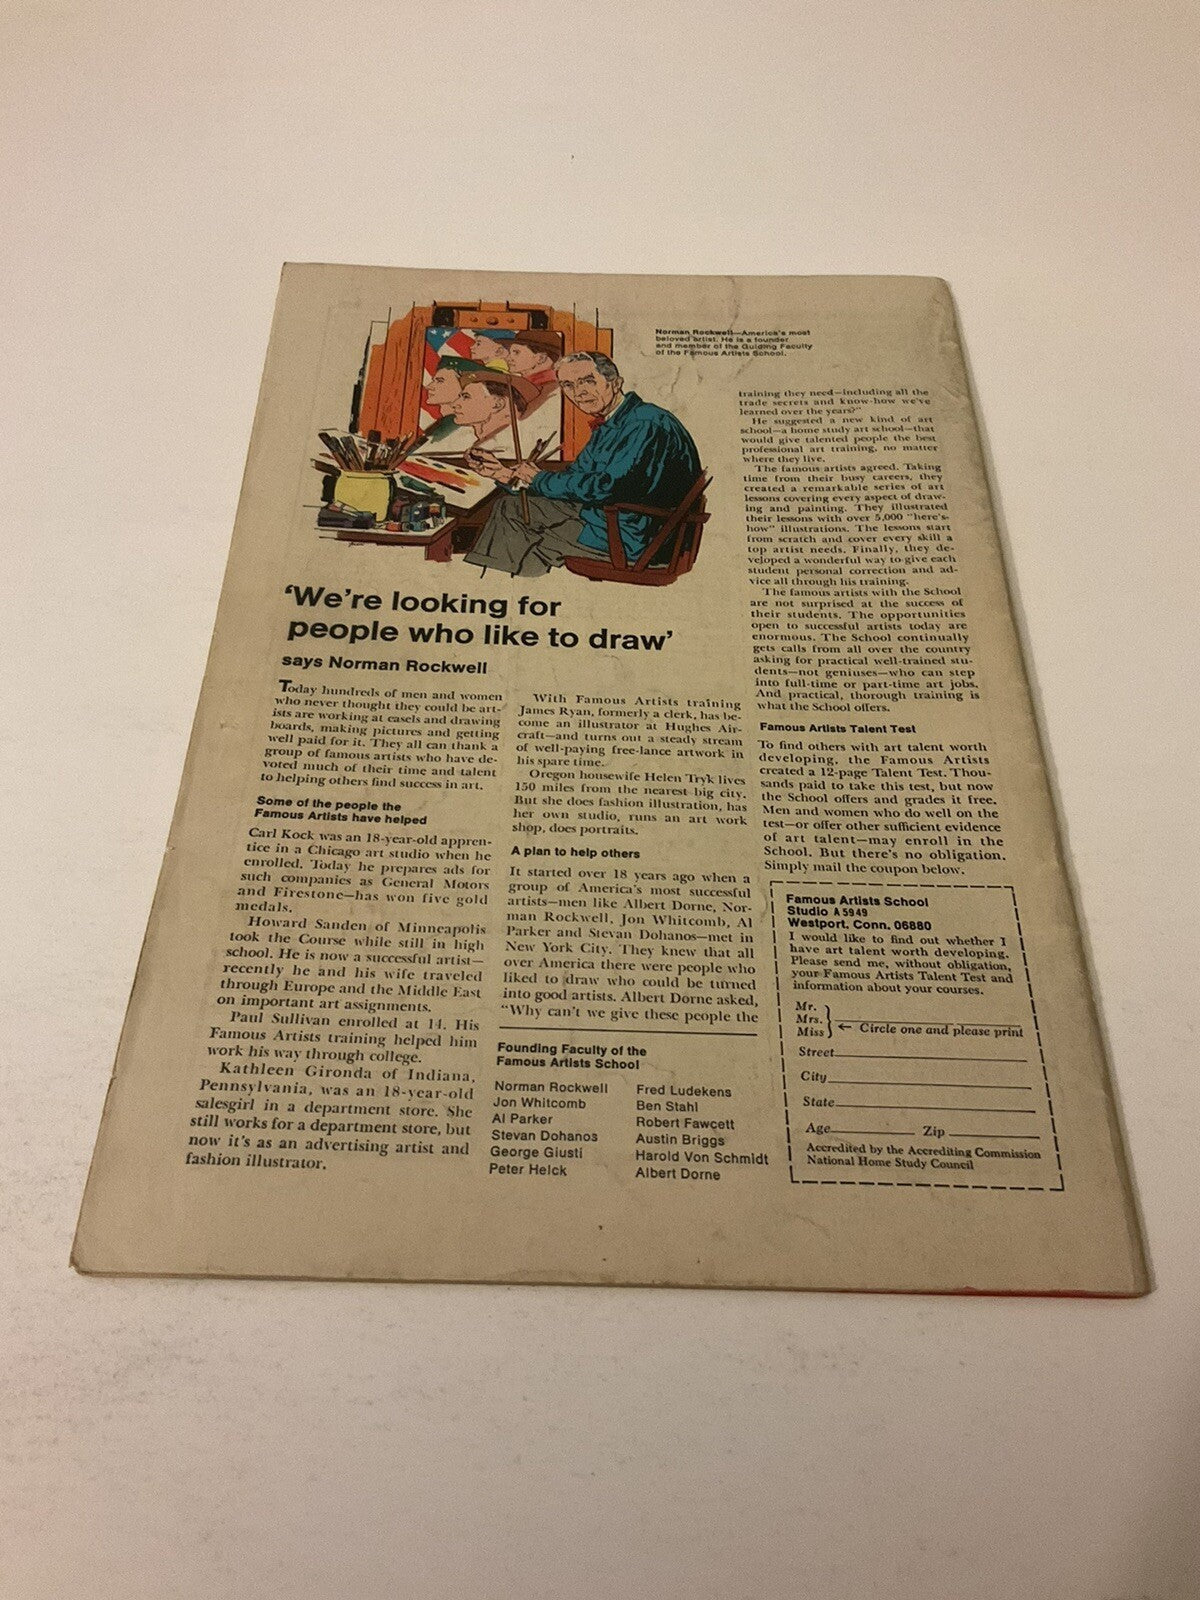 Norman Rockwell—America's most
beloved artist. He is a founder
and member of the Guiding Faculty
of the Famous Artists School.
'We're looking for
people who like to draw'
says Norman Rockwell
Today hundreds of men and women
who never thought they could be art-
ists are working at easels and drawing
boards, making pictures and getting
well paid for it. They all can thank a
group of famous artists who have de-
voted much of their time and talent
to helping others find success in art.
Some of the people the
Famous Artists have helped
Carl Kock was an 18-year-old appren-
tice in a Chicago art studio when he
enrolled. Today he prepares ads for
such companies as General Motors
and Firestone—has won five gold
medals.
Howard Sanden of Minneapolis
took the Course while still in high
school. He is now a successful artist—
recently he and his wife traveled
through Europe and the Middle East
on important art assignments.
Paul Sullivan enrolled at 14. His
Famous Artists training helped him
work his way through college.
Kathleen Gironda of Indiana,
Pennsylvania, was an 18-year-old
salesgirl in a department store. She
still works for a department store, but
now it's as an advertising artist and
fashion illustrator.
With Famous Artists training
James Ryan, formerly a clerk, has be-
come an illustrator at Hughes Air-
craft—and turns out a steady stream
of well-paying free-lance artwork in
his spare time.
Oregon housewife Helen Tryk lives
150 miles from the nearest big city.
But she does fashion illustration, has
her own studio, runs an art work
shop, does portraits.
A plan to help others
It started over 18 years ago when a
group of America's most successful
artists—men like Albert Dorne, Nor-
man Rockwell, Jon Whitcomb, Al
Parker and Stevan Dohanos—met in
New York City. They knew that all
over America there were people who
liked to draw who could be turned
into good artists. Albert Dorne asked,
"Why can't we give these people the
Founding Faculty of the
Famous Artists School
Norman Rockwell
Jon Whitcomb
Al Parker
Stevan Dohanos
George Giusti
Peter Helck
Fred Ludekens
Ben Stahl
Robert Fawcett
Austin Briggs
Harold Von Schmidt
Albert Dorne
training they need—including all the
trade secrets and know-how we've
learned over the years?"
He suggested a new kind of art
school—a home study art school—that
would give talented people the best
professional art training, no matter
where they live.
The famous artists agreed. Taking
time from their busy careers, they
created a remarkable series of art
lessons covering every aspect of draw-
ing and painting. They illustrated
their lessons with over 5,000 "here's-
how" illustrations. The lessons start
from scratch and cover every skill a
top artist needs. Finally, they de-
veloped a wonderful way to give each
student personal correction and ad-
vice all through his training.
The famous artists with the School
are not surprised at the success of
their students. The opportunities
open to successful artists today are
enormous. The School continually
gets calls from all over the country
asking for practical well-trained stu-
dents—not geniuses—who can step
into full-time or part-time art jobs.
And practical, thorough training is
what the School offers.
Famous Artists Talent Test
To find others with art talent worth
developing, the Famous Artists
created a 12-page Talent Test. Thou-
sands paid to take this test, but now
the School offers and grades it free.
Men and women who do well on the
test—or offer other sufficient evidence
of art talent—may enroll in the
School. But there's no obligation.
Simply mail the coupon below.
Famous Artists School
Studio A5949
Westport, Conn. 06880
I would like to find out whether I
have art talent worth developing.
Please send me, without obligation,
your Famous Artists Talent Test and
information about your courses.
Mr.
Mrs.
Miss } ← Circle one and please print
Street
City
State
Age Zip
Accredited by the Accrediting Commission
National Home Study Council